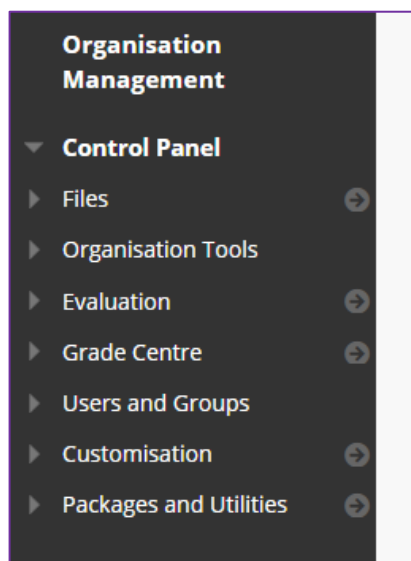 Organisation
Management
Control Panel
Files
Organisation Tools
Evaluation
Grade Centre
Users and Groups
Customisation
Packages and Utilities